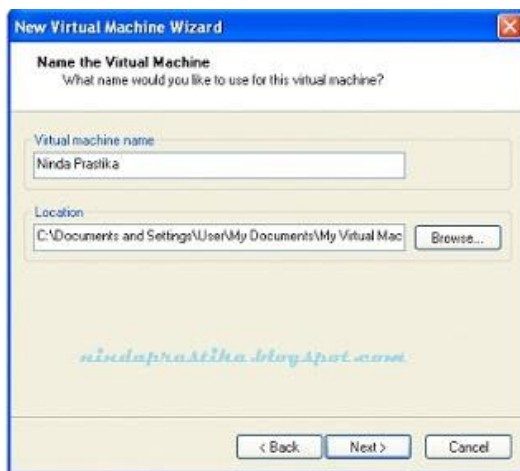 New Virtual Machine Wizard
Name the Virtual Machine
What name would you like to use for this virtual machine?
Virtual machine name
Ninda Prastika
Location
C:\Documents and Settings\User\My Documents\My Virtual Mac
Browse...
nindaprastika.blogspot.com
< Back
Next >
Cancel